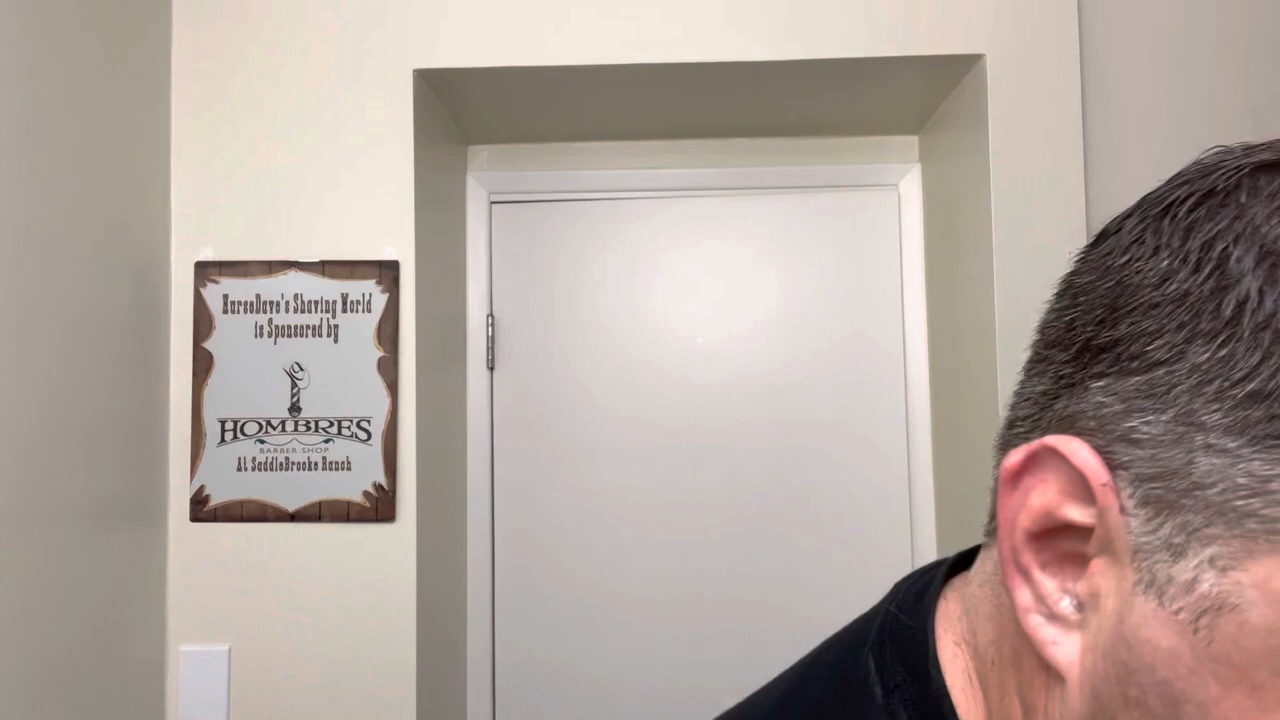 NurseDave's Shaving World
is Sponsored by
HOMBRES
BARBER SHOP
At SaddleBrooke Ranch